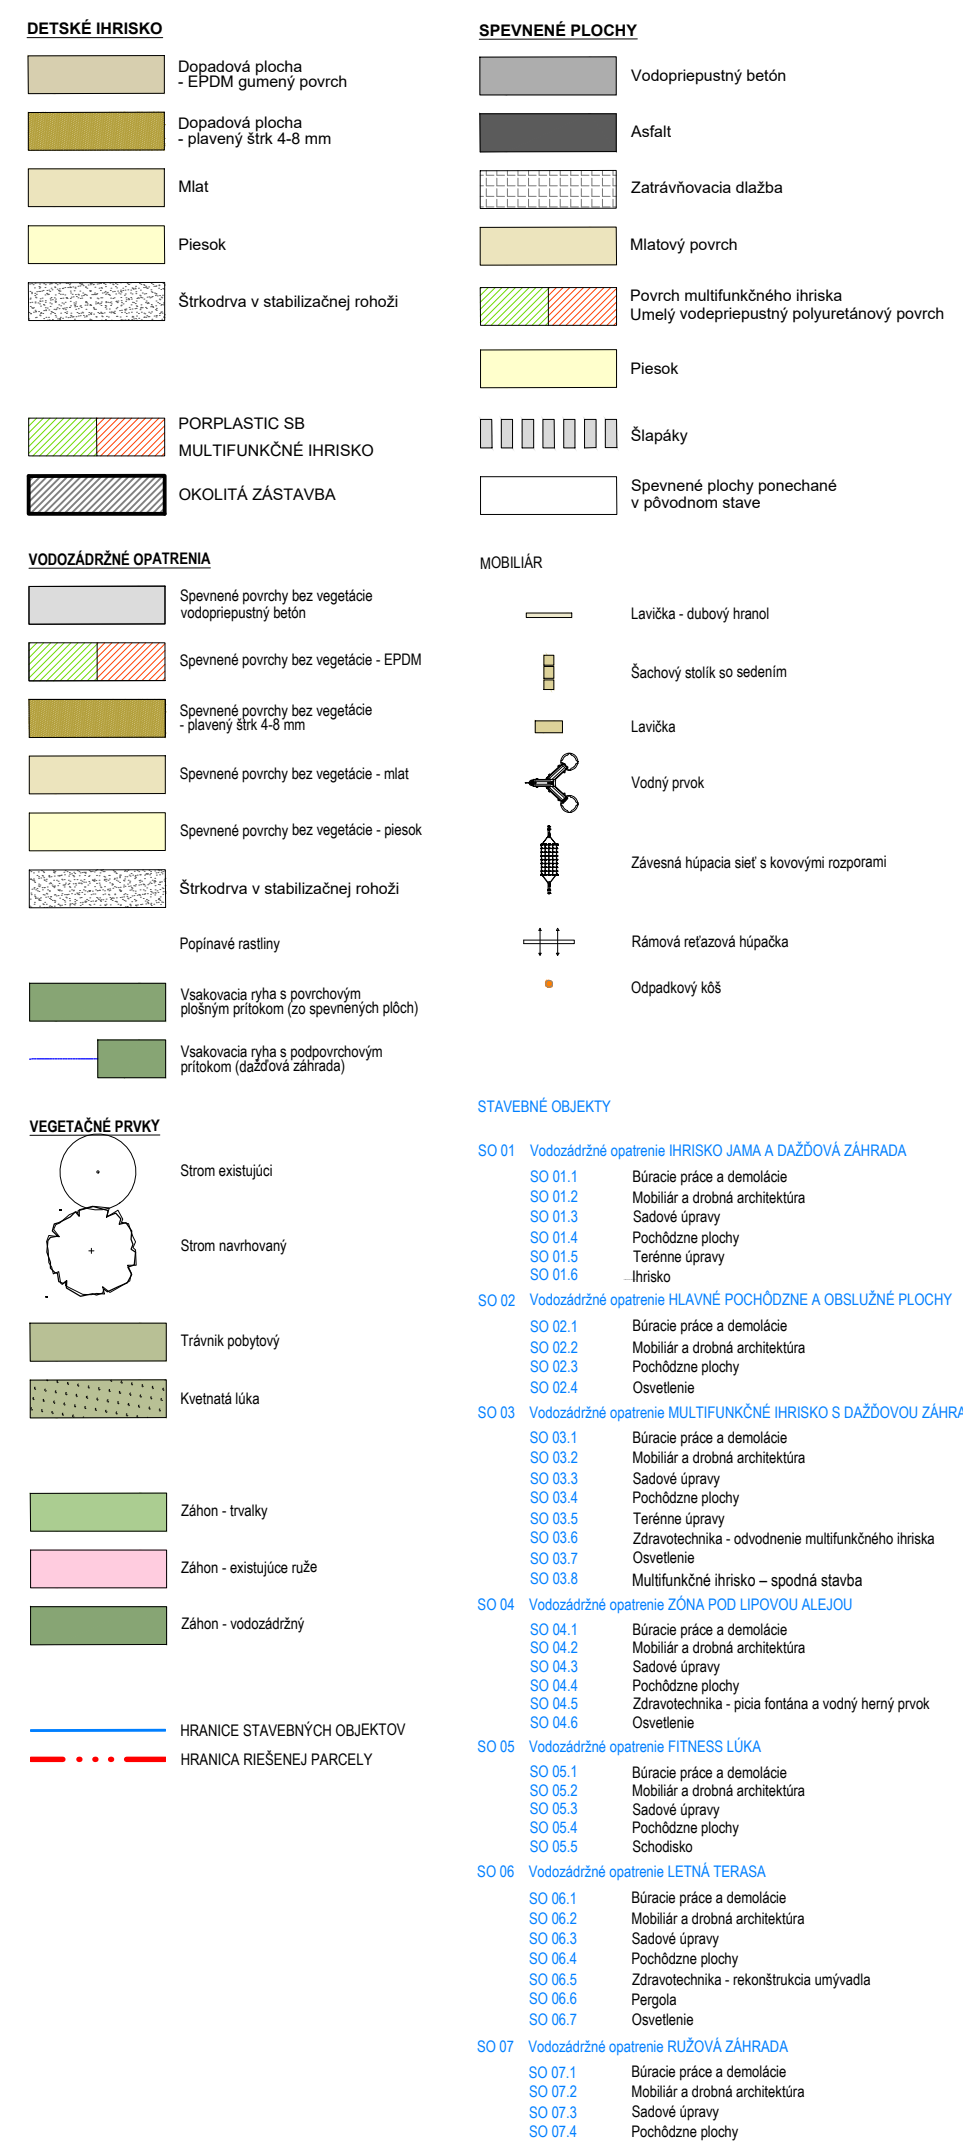 DETSKÉ IHRISKO
Dopadová plocha
- EPDM gumený povrch
Dopadová plocha
- plavený štrk 4-8 mm
Mlat
Piesok
Štrkodrva v stabilizačnej rohoži
PORPLASTIC SB
MULTIFUNKČNÉ IHRISKO
OKOLITÁ ZÁSTAVBA
VODOZÁDRŽNÉ OPATRENIA
Spevnené povrchy bez vegetácie
vodopriepustný betón
Spevnené povrchy bez vegetácie - EPDM
Spevnené povrchy bez vegetácie
- plavený štrk 4-8 mm
Spevnené povrchy bez vegetácie - mlat
Spevnené povrchy bez vegetácie - piesok
Štrkodrva v stabilizačnej rohoži
Popínavé rastliny
Vsakovacia ryha s povrchovým
plošným prítokom (zo spevnených plôch)
Vsakovacia ryha s podpovrchovým
prítokom (dažďová záhrada)
VEGETAČNÉ PRVKY
Strom existujúci
Strom navrhovaný
Trávnik pobytový
Kvetnatá lúka
Záhon - trvalky
Záhon - existujúce ruže
Záhon - vodozádržný
HRANICE STAVEBNÝCH OBJEKTOV
HRANICA RIEŠENEJ PARCELY
SPEVNENÉ PLOCHY
Vodopriepustný betón
Asfalt
Zatrávňovacia dlažba
Mlatový povrch
Povrch multifunkčného ihriska
Umelý vodepriepustný polyuretánový povrch
Piesok
Šlapáky
Spevnené plochy ponechané
v pôvodnom stave
MOBILIÁR
Lavička - dubový hranol
Šachový stolík so sedením
Lavička
Vodný prvok
Závesná húpacia sieť s kovovými rozporami
Rámová reťazová húpačka
Odpadkový kôš
STAVEBNÉ OBJEKTY
SO 01 Vodozádržné opatrenie IHRISKO JAMA A DAŽĎOVÁ ZÁHRADA
SO 01.1 Búracie práce a demolácie
SO 01.2 Mobiliár a drobná architektúra
SO 01.3 Sadové úpravy
SO 01.4 Pochôdzne plochy
SO 01.5 Terénne úpravy
SO 01.6 Ihrisko
SO 02 Vodozádržné opatrenie HLAVNÉ POCHÔDZNE A OBSLUŽNÉ PLOCHY
SO 02.1 Búracie práce a demolácie
SO 02.2 Mobiliár a drobná architektúra
SO 02.3 Pochôdzne plochy
SO 02.4 Osvetlenie
SO 03 Vodozádržné opatrenie MULTIFUNKČNÉ IHRISKO S DAŽĎOVOU ZÁHRA
SO 03.1 Búracie práce a demolácie
SO 03.2 Mobiliár a drobná architektúra
SO 03.3 Sadové úpravy
SO 03.4 Pochôdzne plochy
SO 03.5 Terénne úpravy
SO 03.6 Zdravotechnika - odvodnenie multifunkčného ihriska
SO 03.7 Osvetlenie
SO 03.8 Multifunkčné ihrisko – spodná stavba
SO 04 Vodozádržné opatrenie ZÓNA POD LIPOVOU ALEJOU
SO 04.1 Búracie práce a demolácie
SO 04.2 Mobiliár a drobná architektúra
SO 04.3 Sadové úpravy
SO 04.4 Pochôdzne plochy
SO 04.5 Zdravotechnika - picia fontána a vodný herný prvok
SO 04.6 Osvetlenie
SO 05 Vodozádržné opatrenie FITNESS LÚKA
SO 05.1 Búracie práce a demolácie
SO 05.2 Mobiliár a drobná architektúra
SO 05.3 Sadové úpravy
SO 05.4 Pochôdzne plochy
SO 05.5 Schodisko
SO 06 Vodozádržné opatrenie LETNÁ TERASA
SO 06.1 Búracie práce a demolácie
SO 06.2 Mobiliár a drobná architektúra
SO 06.3 Sadové úpravy
SO 06.4 Pochôdzne plochy
SO 06.5 Zdravotechnika - rekonštrukcia umývadla
SO 06.6 Pergola
SO 06.7 Osvetlenie
SO 07 Vodozádržné opatrenie RUŽOVÁ ZÁHRADA
SO 07.1 Búracie práce a demolácie
SO 07.2 Mobiliár a drobná architektúra
SO 07.3 Sadové úpravy
SO 07.4 Pochôdzne plochy